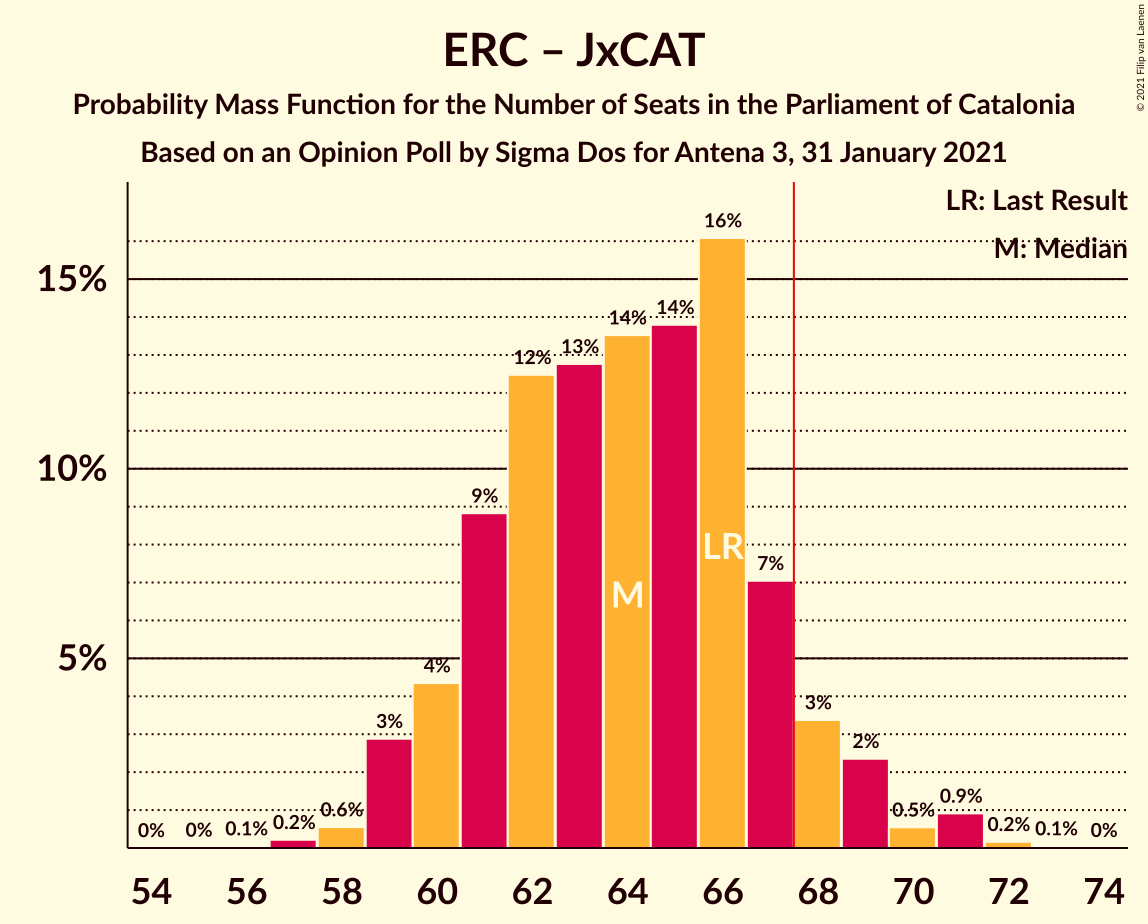 ERC – JxCAT
Probability Mass Function for the Number of Seats in the Parliament of Catalonia
Based on an Opinion Poll by Sigma Dos for Antena 3, 31 January 2021
© 2021 Filip van Laenen
LR: Last Result
M: Median
15%
10%
5%
0%
0%
0.1%
0.2%
0.6%
3%
4%
9%
12%
13%
14%
14%
16%
7%
3%
2%
0.5%
0.9%
0.2%
0.1%
0%
M
LR
54 56 58 60 62 64 66 68 70 72 74